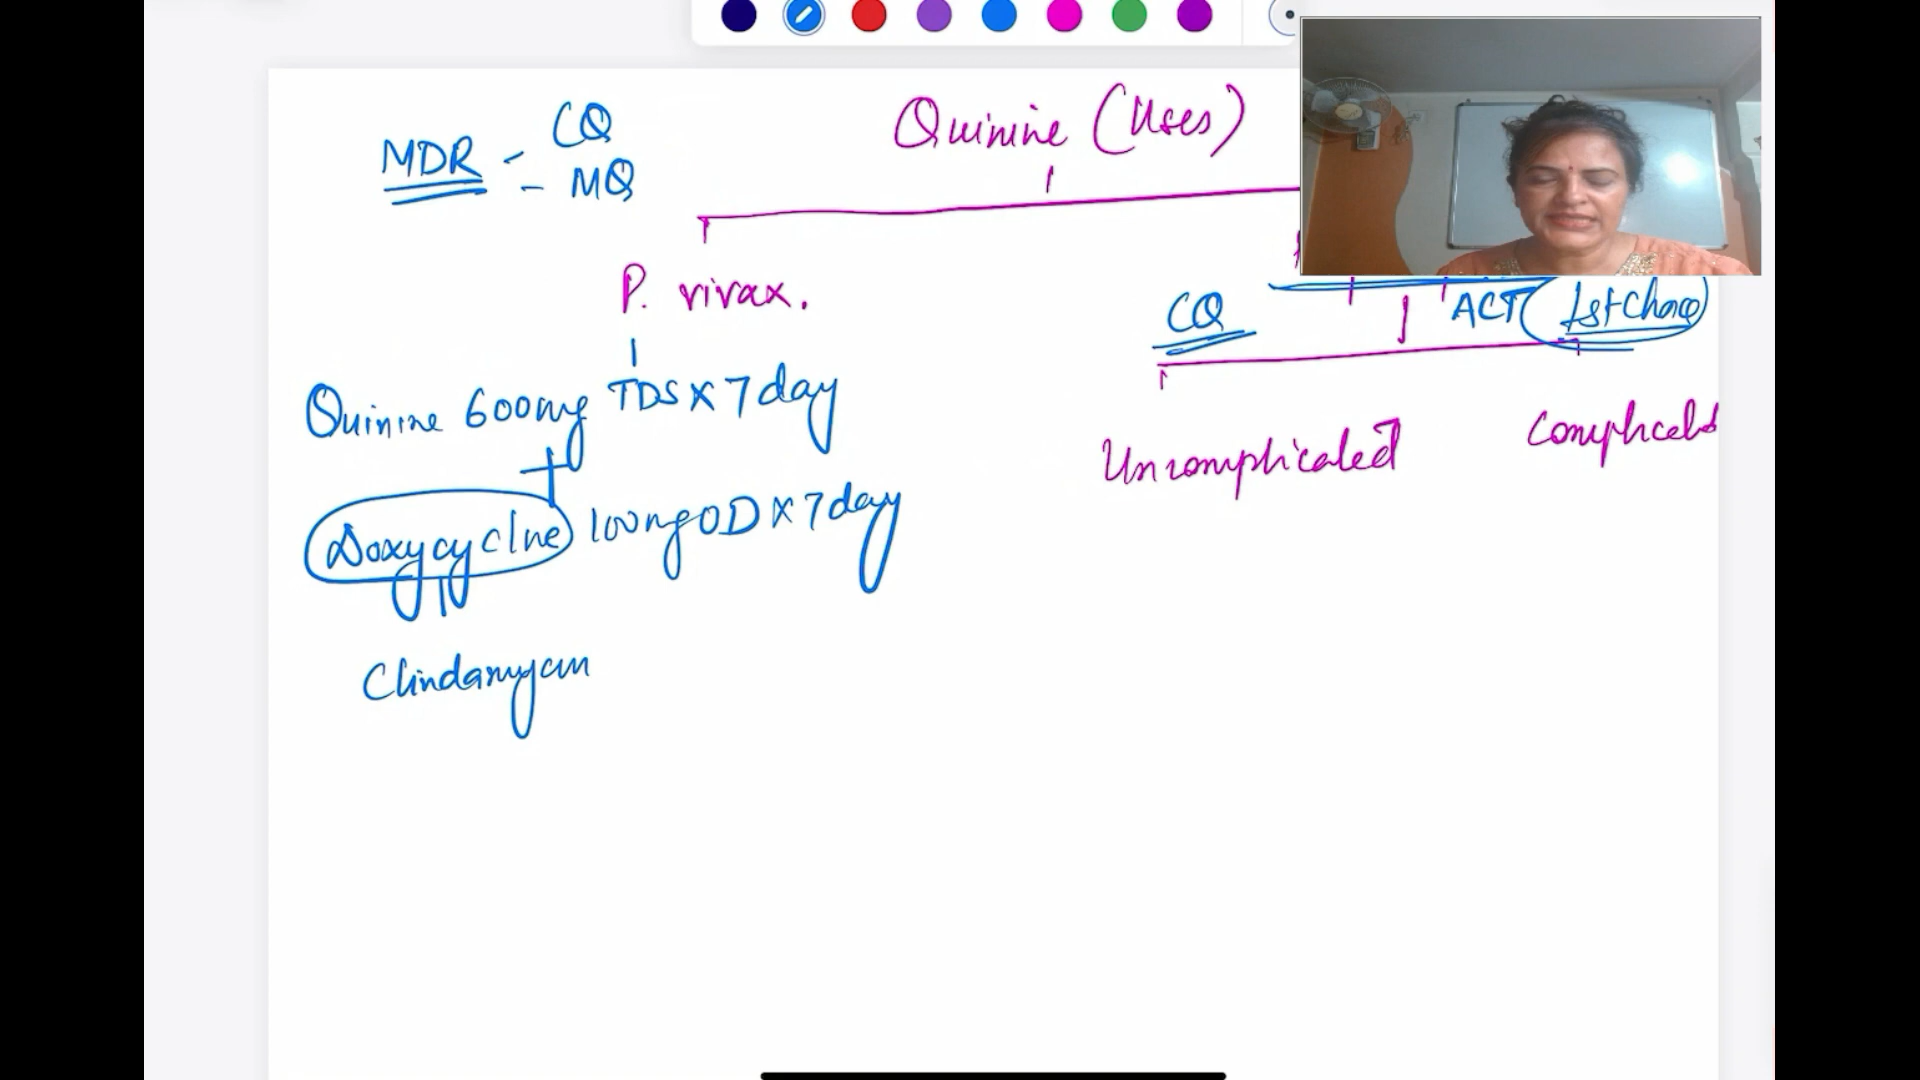 MDR - CQ
- MQ
Quinine (Uses)
P. vivax.
CQ
ACT 1st Choice
Quinine 600mg TDS X 7 day
+
Doxycyclne 100mg OD X 7 day
Clindamycin
Uncomplicated
Complicated